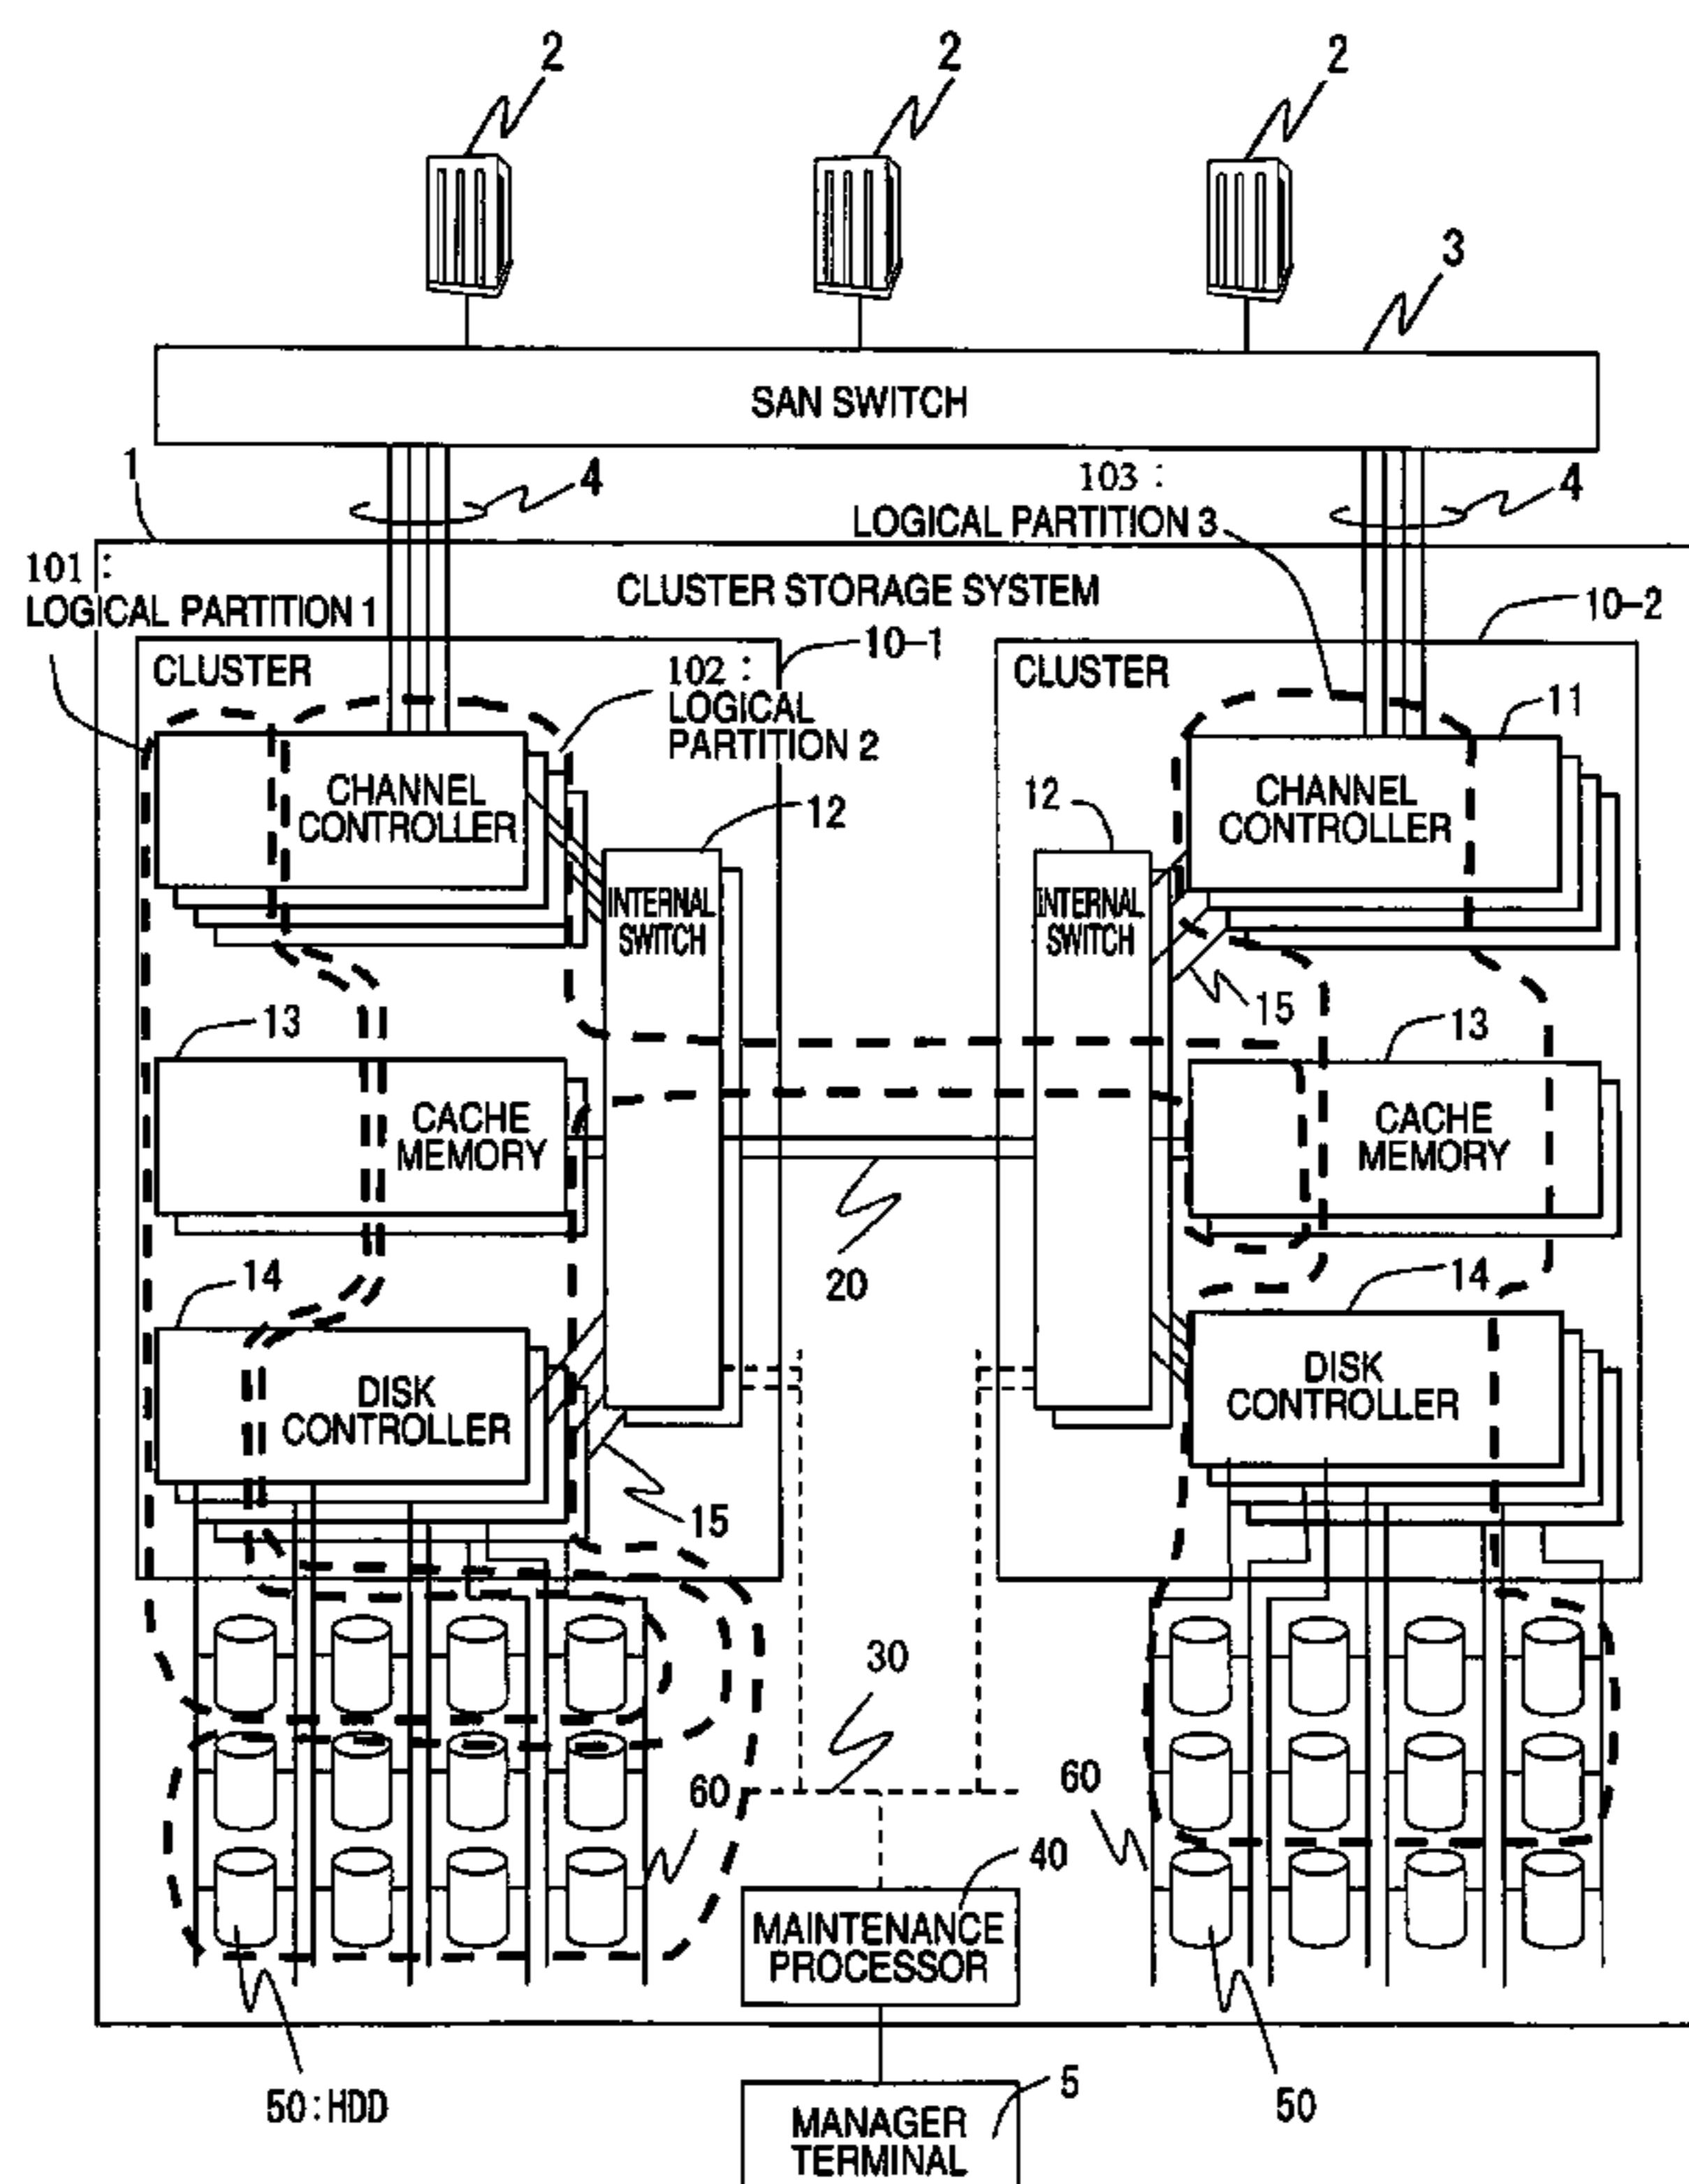 2
2
2
3
SAN SWITCH
1
4
103 :
LOGICAL PARTITION 3
4
101 :
LOGICAL PARTITION 1
CLUSTER STORAGE SYSTEM
10-2
10-1
CLUSTER
102 :
LOGICAL
PARTITION 2
CLUSTER
11
CHANNEL
CONTROLLER
12
12
CHANNEL
CONTROLLER
INTERNAL
SWITCH
INTERNAL
SWITCH
13
15
13
CACHE
MEMORY
CACHE
MEMORY
14
20
14
DISK
CONTROLLER
DISK
CONTROLLER
15
30
60
60
40
MAINTENANCE
PROCESSOR
50 : HDD
5
50
MANAGER
TERMINAL